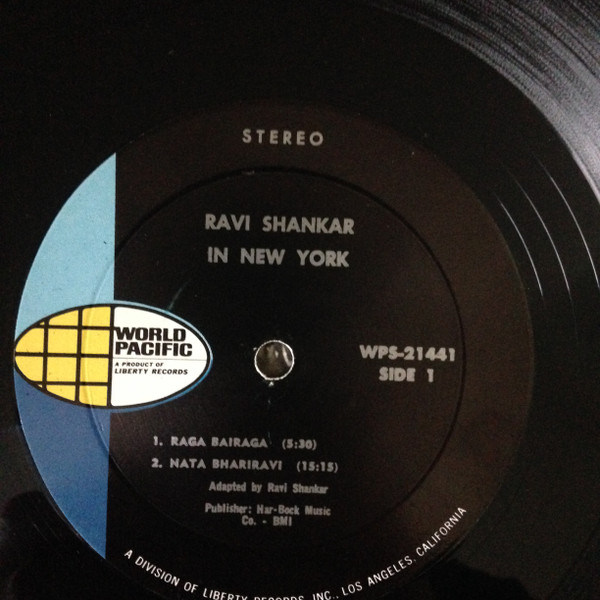 STEREO
RAVI SHANKAR
IN NEW YORK
WORLD
PACIFIC
A PRODUCT OF
LIBERTY RECORDS
WPS-21441
SIDE 1
1. RAGA BAIRAGA (5:30)
2. NATA BHARIRAVI (15:15)
Adapted by Ravi Shankar
Publisher: Har-Bock Music
Co. - BMI
A DIVISION OF LIBERTY RECORDS, INC., LOS ANGELES, CALIFORNIA